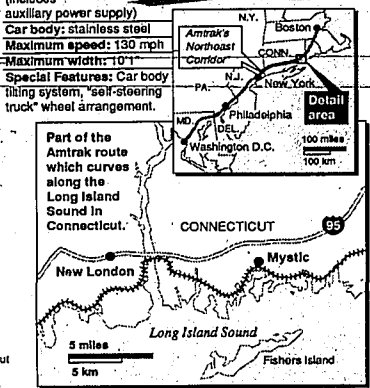 (includes
auxiliary power supply)
Car body: stainless steel
Maximum speed: 130 mph
Maximum width: 10'1"
Special Features: Car body
tilting system, "self-steering
truck" wheel arrangement.
N.Y.
Boston
Amtrak's
Northeast
Corridor
CONN.
N.J.
New York
PA.
Philadelphia
MD.
DEL.
Washington D.C.
Detail
area
100 miles
100 km
Part of the
Amtrak route
which curves
along the
Long Island
Sound in
Connecticut.
CONNECTICUT
95
New London
Mystic
Long Island Sound
5 miles
5 km
Fishers Island
ut